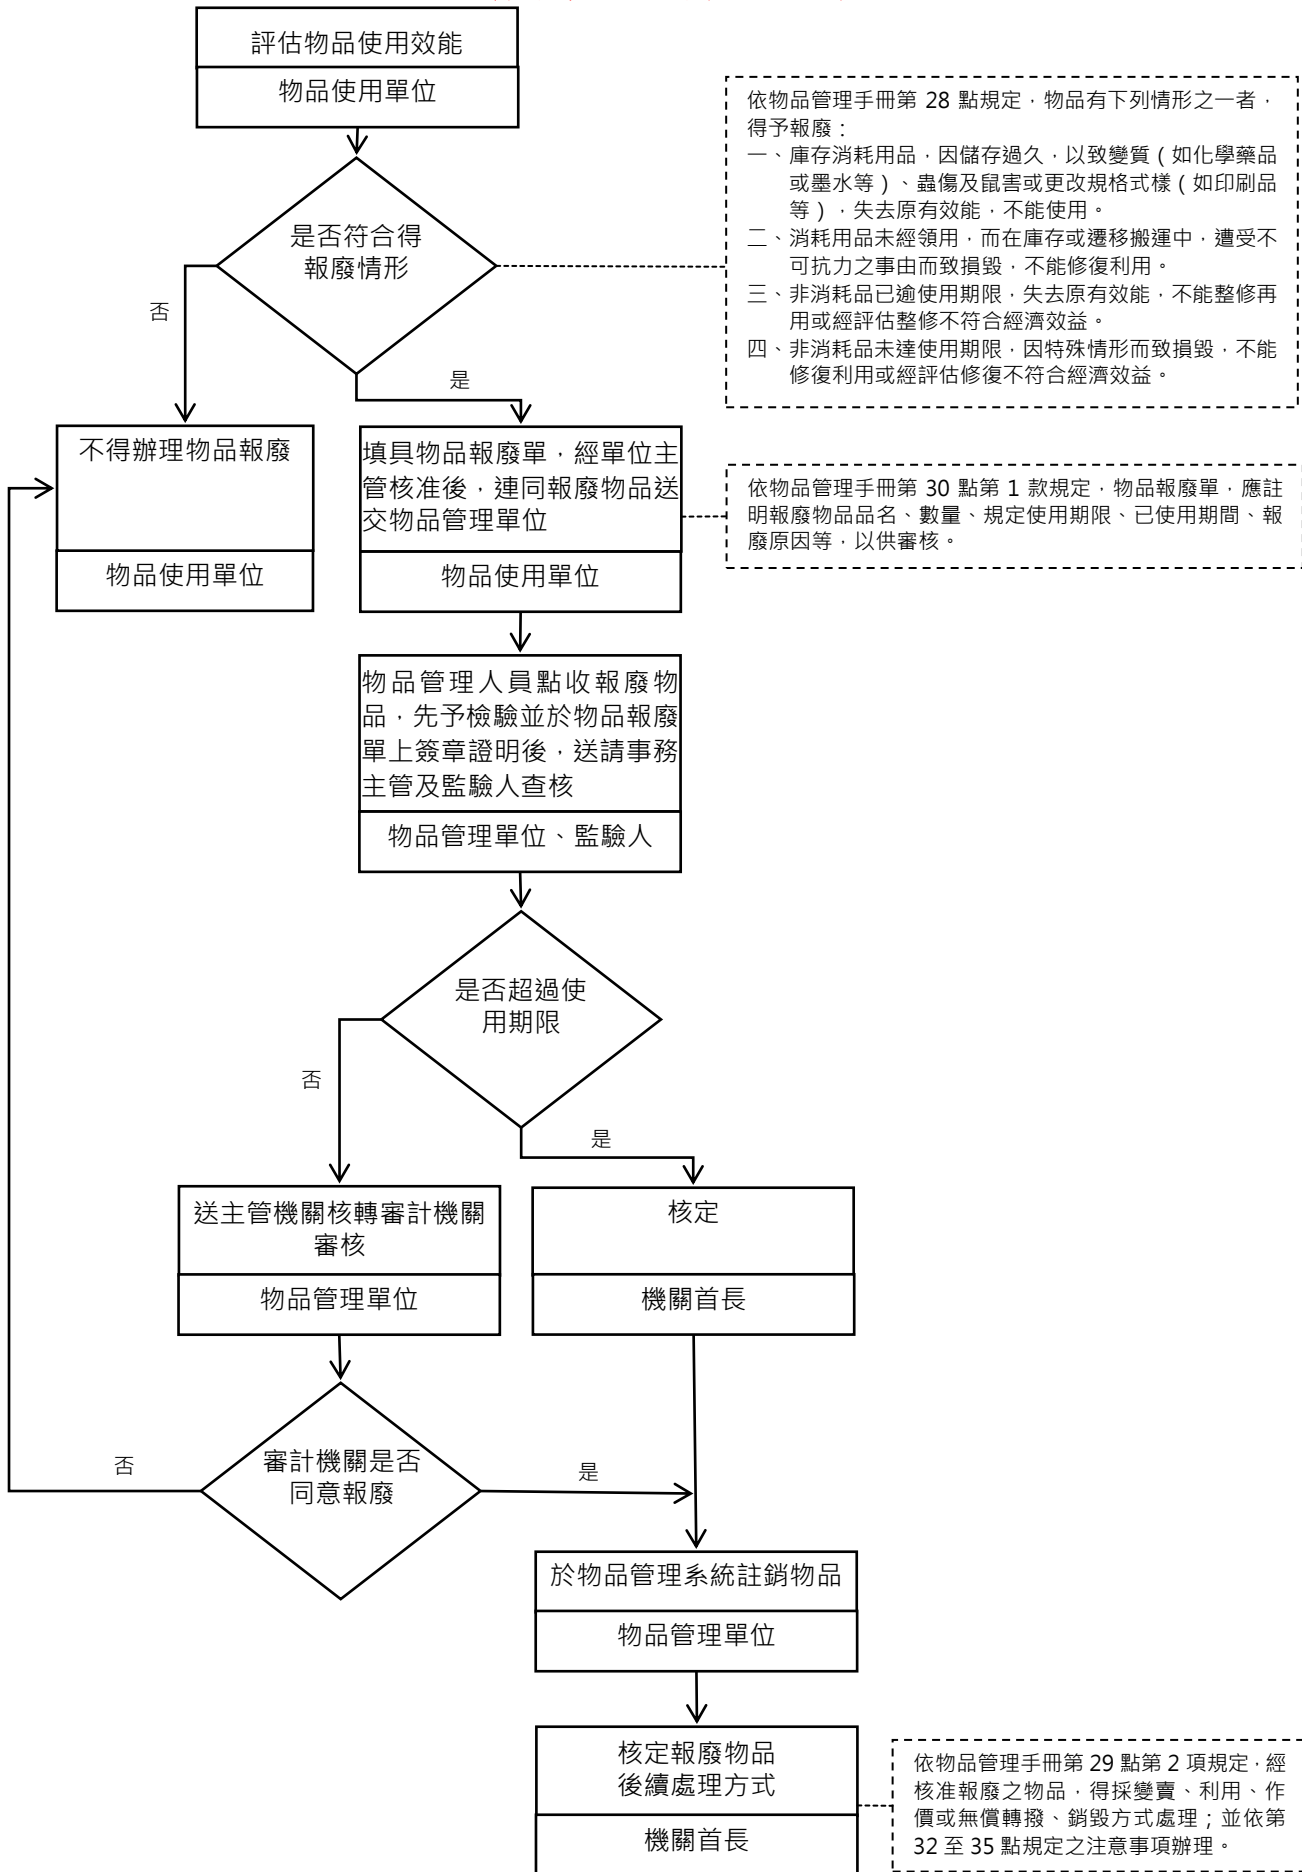 評估物品使用效能
物品使用單位
依物品管理手冊第 28 點規定，物品有下列情形之一者，
得予報廢：
一、庫存消耗用品，因儲存過久，以致變質（如化學藥品
或墨水等）、蟲傷及鼠害或更改規格式樣（如印刷品
等），失去原有效能，不能使用。
二、消耗用品未經領用，而在庫存或遷移搬運中，遭受不
可抗力之事由而致損毀，不能修復利用。
三、非消耗品已逾使用期限，失去原有效能，不能整修再
用或經評估整修不符合經濟效益。
四、非消耗品未達使用期限，因特殊情形而致損毀，不能
修復利用或經評估修復不符合經濟效益。
是否符合得
報廢情形
否
是
不得辦理物品報廢
物品使用單位
填具物品報廢單，經單位主
管核准後，連同報廢物品送
交物品管理單位
物品使用單位
依物品管理手冊第 30 點第 1 款規定，物品報廢單，應註
明報廢物品品名、數量、規定使用期限、已使用期間、報
廢原因等，以供審核。
物品管理人員點收報廢物
品，先予檢驗並於物品報廢
單上簽章證明後，送請事務
主管及監驗人查核
物品管理單位、監驗人
是否超過使
用期限
否
是
送主管機關核轉審計機關
審核
物品管理單位
核定
機關首長
審計機關是否
同意報廢
否
是
於物品管理系統註銷物品
物品管理單位
核定報廢物品
後續處理方式
機關首長
依物品管理手冊第 29 點第 2 項規定，經
核准報廢之物品，得採變賣、利用、作
價或無償轉撥、銷毀方式處理；並依第
32 至 35 點規定之注意事項辦理。